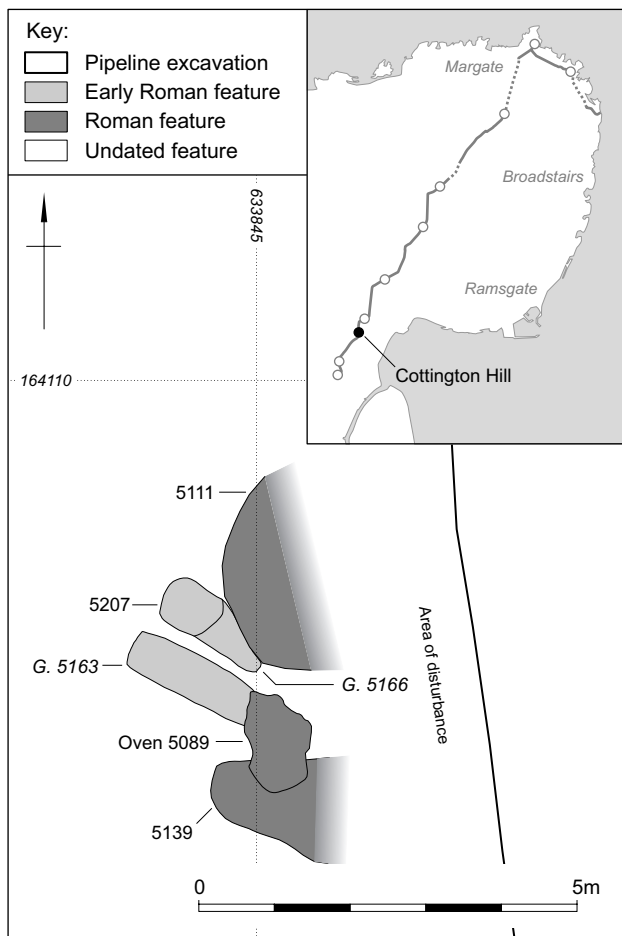 Key:
Pipeline excavation
Early Roman feature
Roman feature
Undated feature
Margate
Broadstairs
Ramsgate
Cottington Hill
633845
164110
5111
5207
G. 5163
G. 5166
Area of disturbance
Oven 5089
5139
0
5m